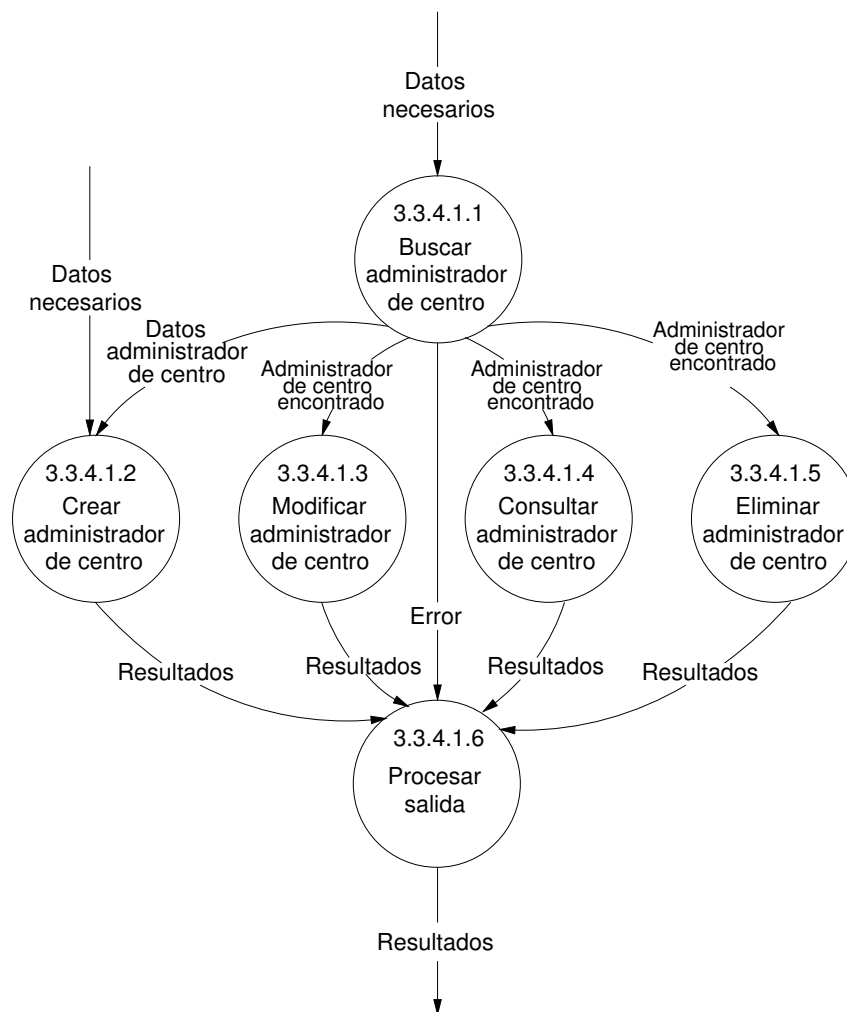 Datos
necesarios
3.3.4.1.1
Buscar
administrador
de centro
Datos
necesarios
Datos
administrador
de centro
Administrador
de centro
encontrado
Administrador
de centro
encontrado
Administrador
de centro
encontrado
3.3.4.1.2
Crear
administrador
de centro
3.3.4.1.3
Modificar
administrador
de centro
3.3.4.1.4
Consultar
administrador
de centro
3.3.4.1.5
Eliminar
administrador
de centro
Error
Resultados
Resultados
Resultados
Resultados
3.3.4.1.6
Procesar
salida
Resultados